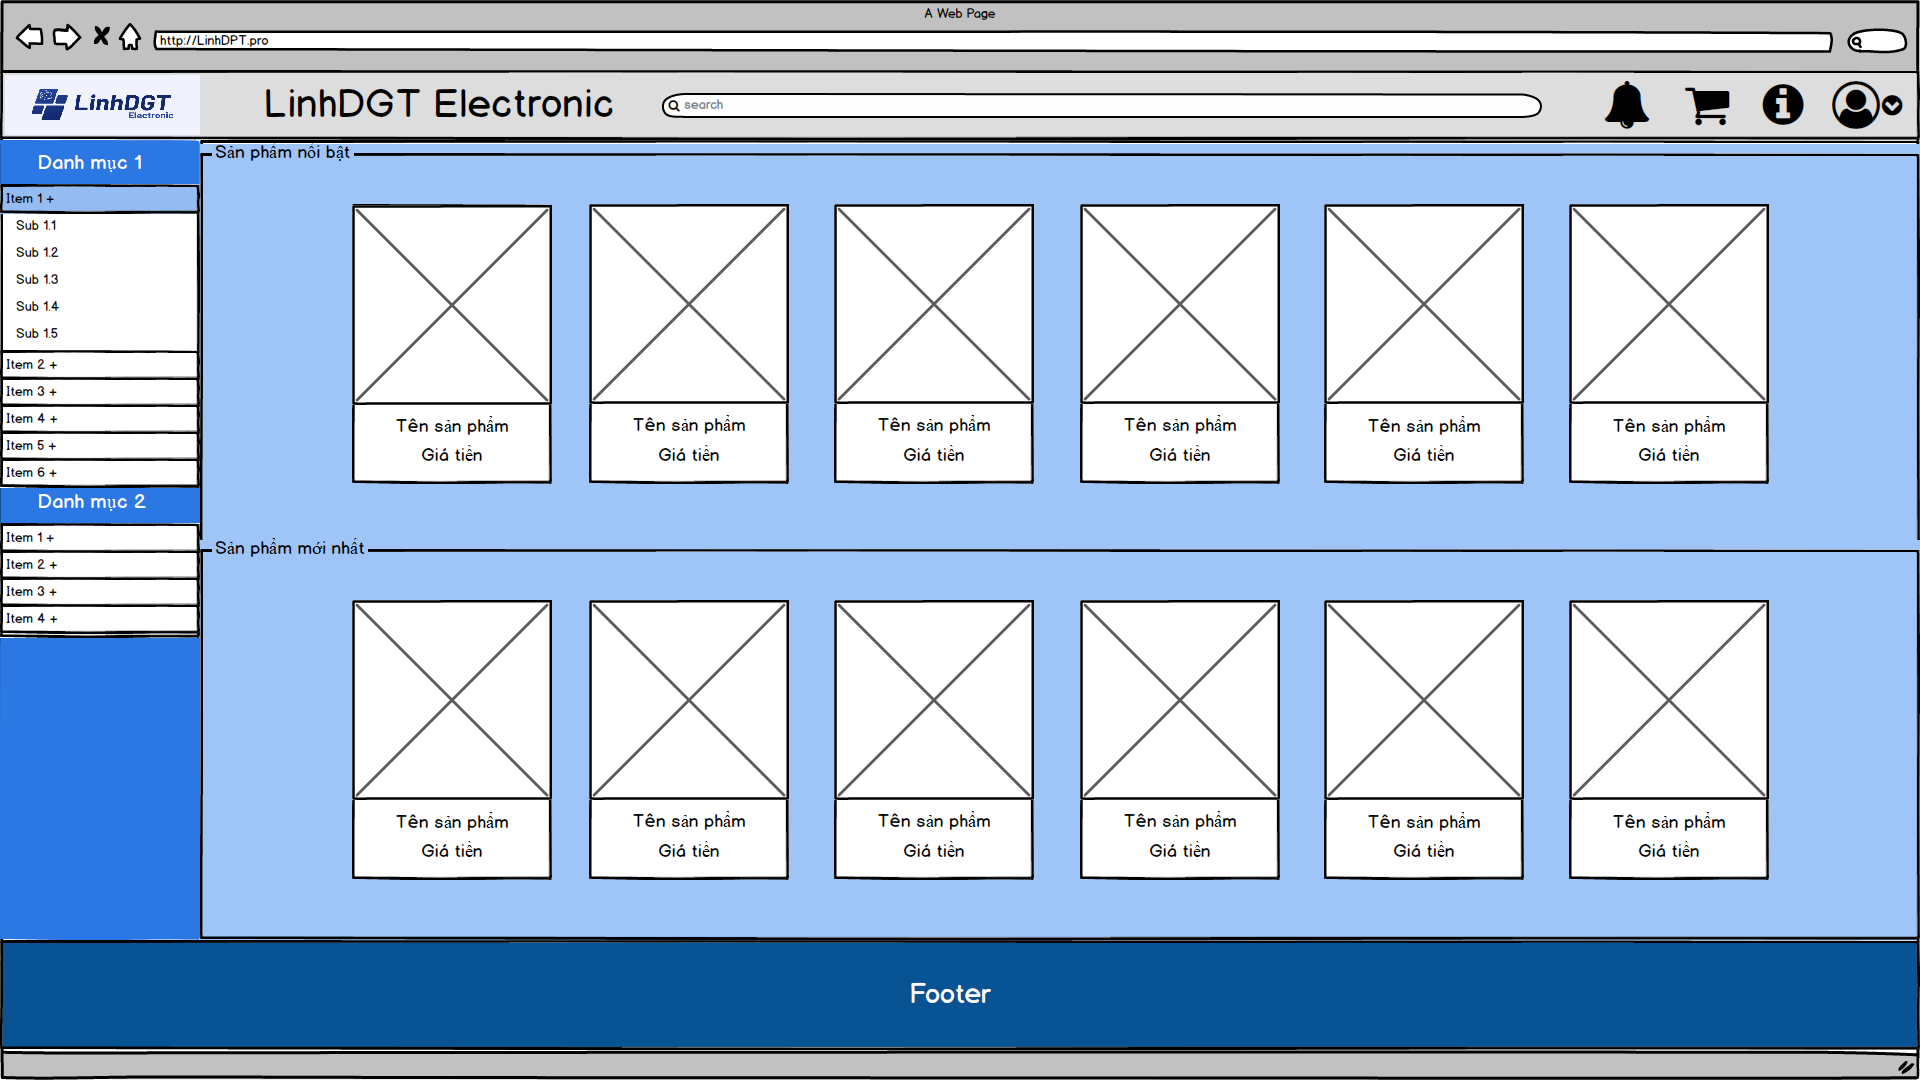 A Web Page
http://LinhDPT.pro
LinhDGT
Electronic
LinhDGT Electronic
search
Danh mục 1
Item 1 +
Sub 1.1
Sub 1.2
Sub 1.3
Sub 1.4
Sub 1.5
Item 2 +
Item 3 +
Item 4 +
Item 5 +
Item 6 +
Danh mục 2
Item 1 +
Item 2 +
Item 3 +
Item 4 +
Sản phẩm nổi bật
Tên sản phẩm
Giá tiền
Tên sản phẩm
Giá tiền
Tên sản phẩm
Giá tiền
Tên sản phẩm
Giá tiền
Tên sản phẩm
Giá tiền
Tên sản phẩm
Giá tiền
Sản phẩm mới nhất
Tên sản phẩm
Giá tiền
Tên sản phẩm
Giá tiền
Tên sản phẩm
Giá tiền
Tên sản phẩm
Giá tiền
Tên sản phẩm
Giá tiền
Tên sản phẩm
Giá tiền
Footer